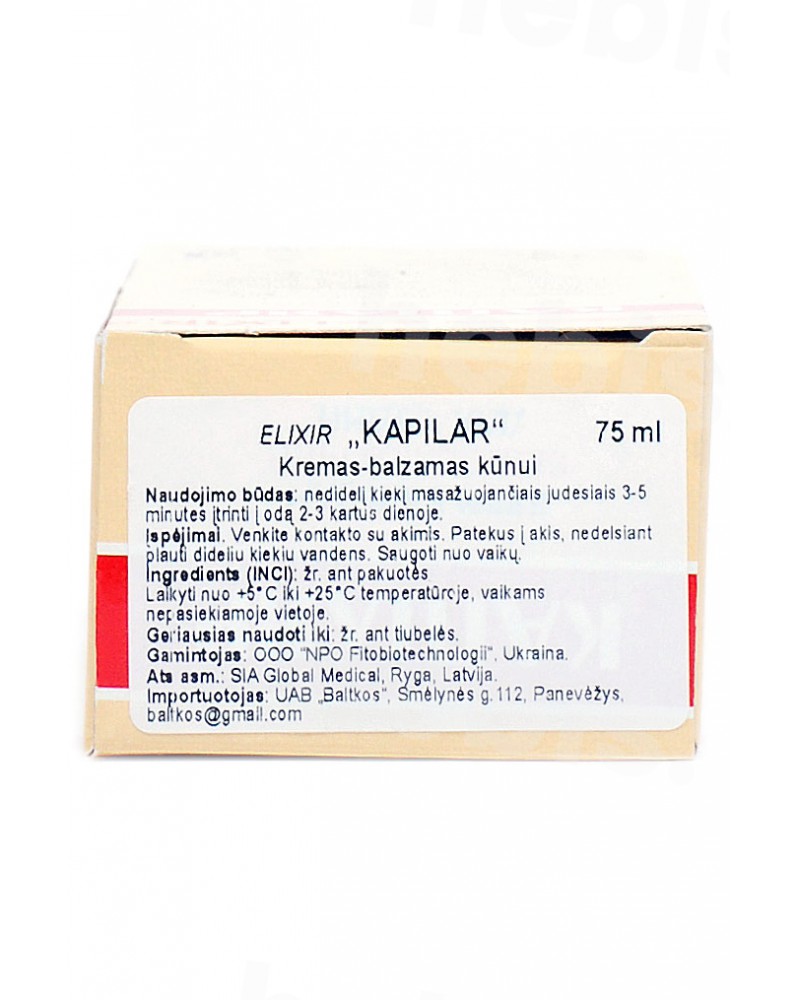 ELIXIR „KAPILAR“ 75 ml
Kremas-balzamas kūnui
Naudojimo būdas: nedidelį kiekį masažuojančiais judesiais 3-5
minutes įtrinti į odą 2-3 kartus dienoje.
Įspėjimai. Venkite kontakto su akimis. Patekus į akis, nedelsiant
plauti dideliu kiekiu vandens. Saugoti nuo vaikų.
Ingredients (INCI): žr. ant pakuotės
Laikyti nuo +5°C iki +25°C temperatūroje, vaikams
nepasiekiamoje vietoje.
Geriausias naudoti iki: žr. ant tiubelės.
Gamintojas: OOO "NPO Fitobiotechnologii", Ukraina.
Ats asm.: SIA Global Medical, Ryga, Latvija.
Importuotojas: UAB „Baltkos“, Smėlynės g.112, Panevėžys,
baltkos@gmail.com